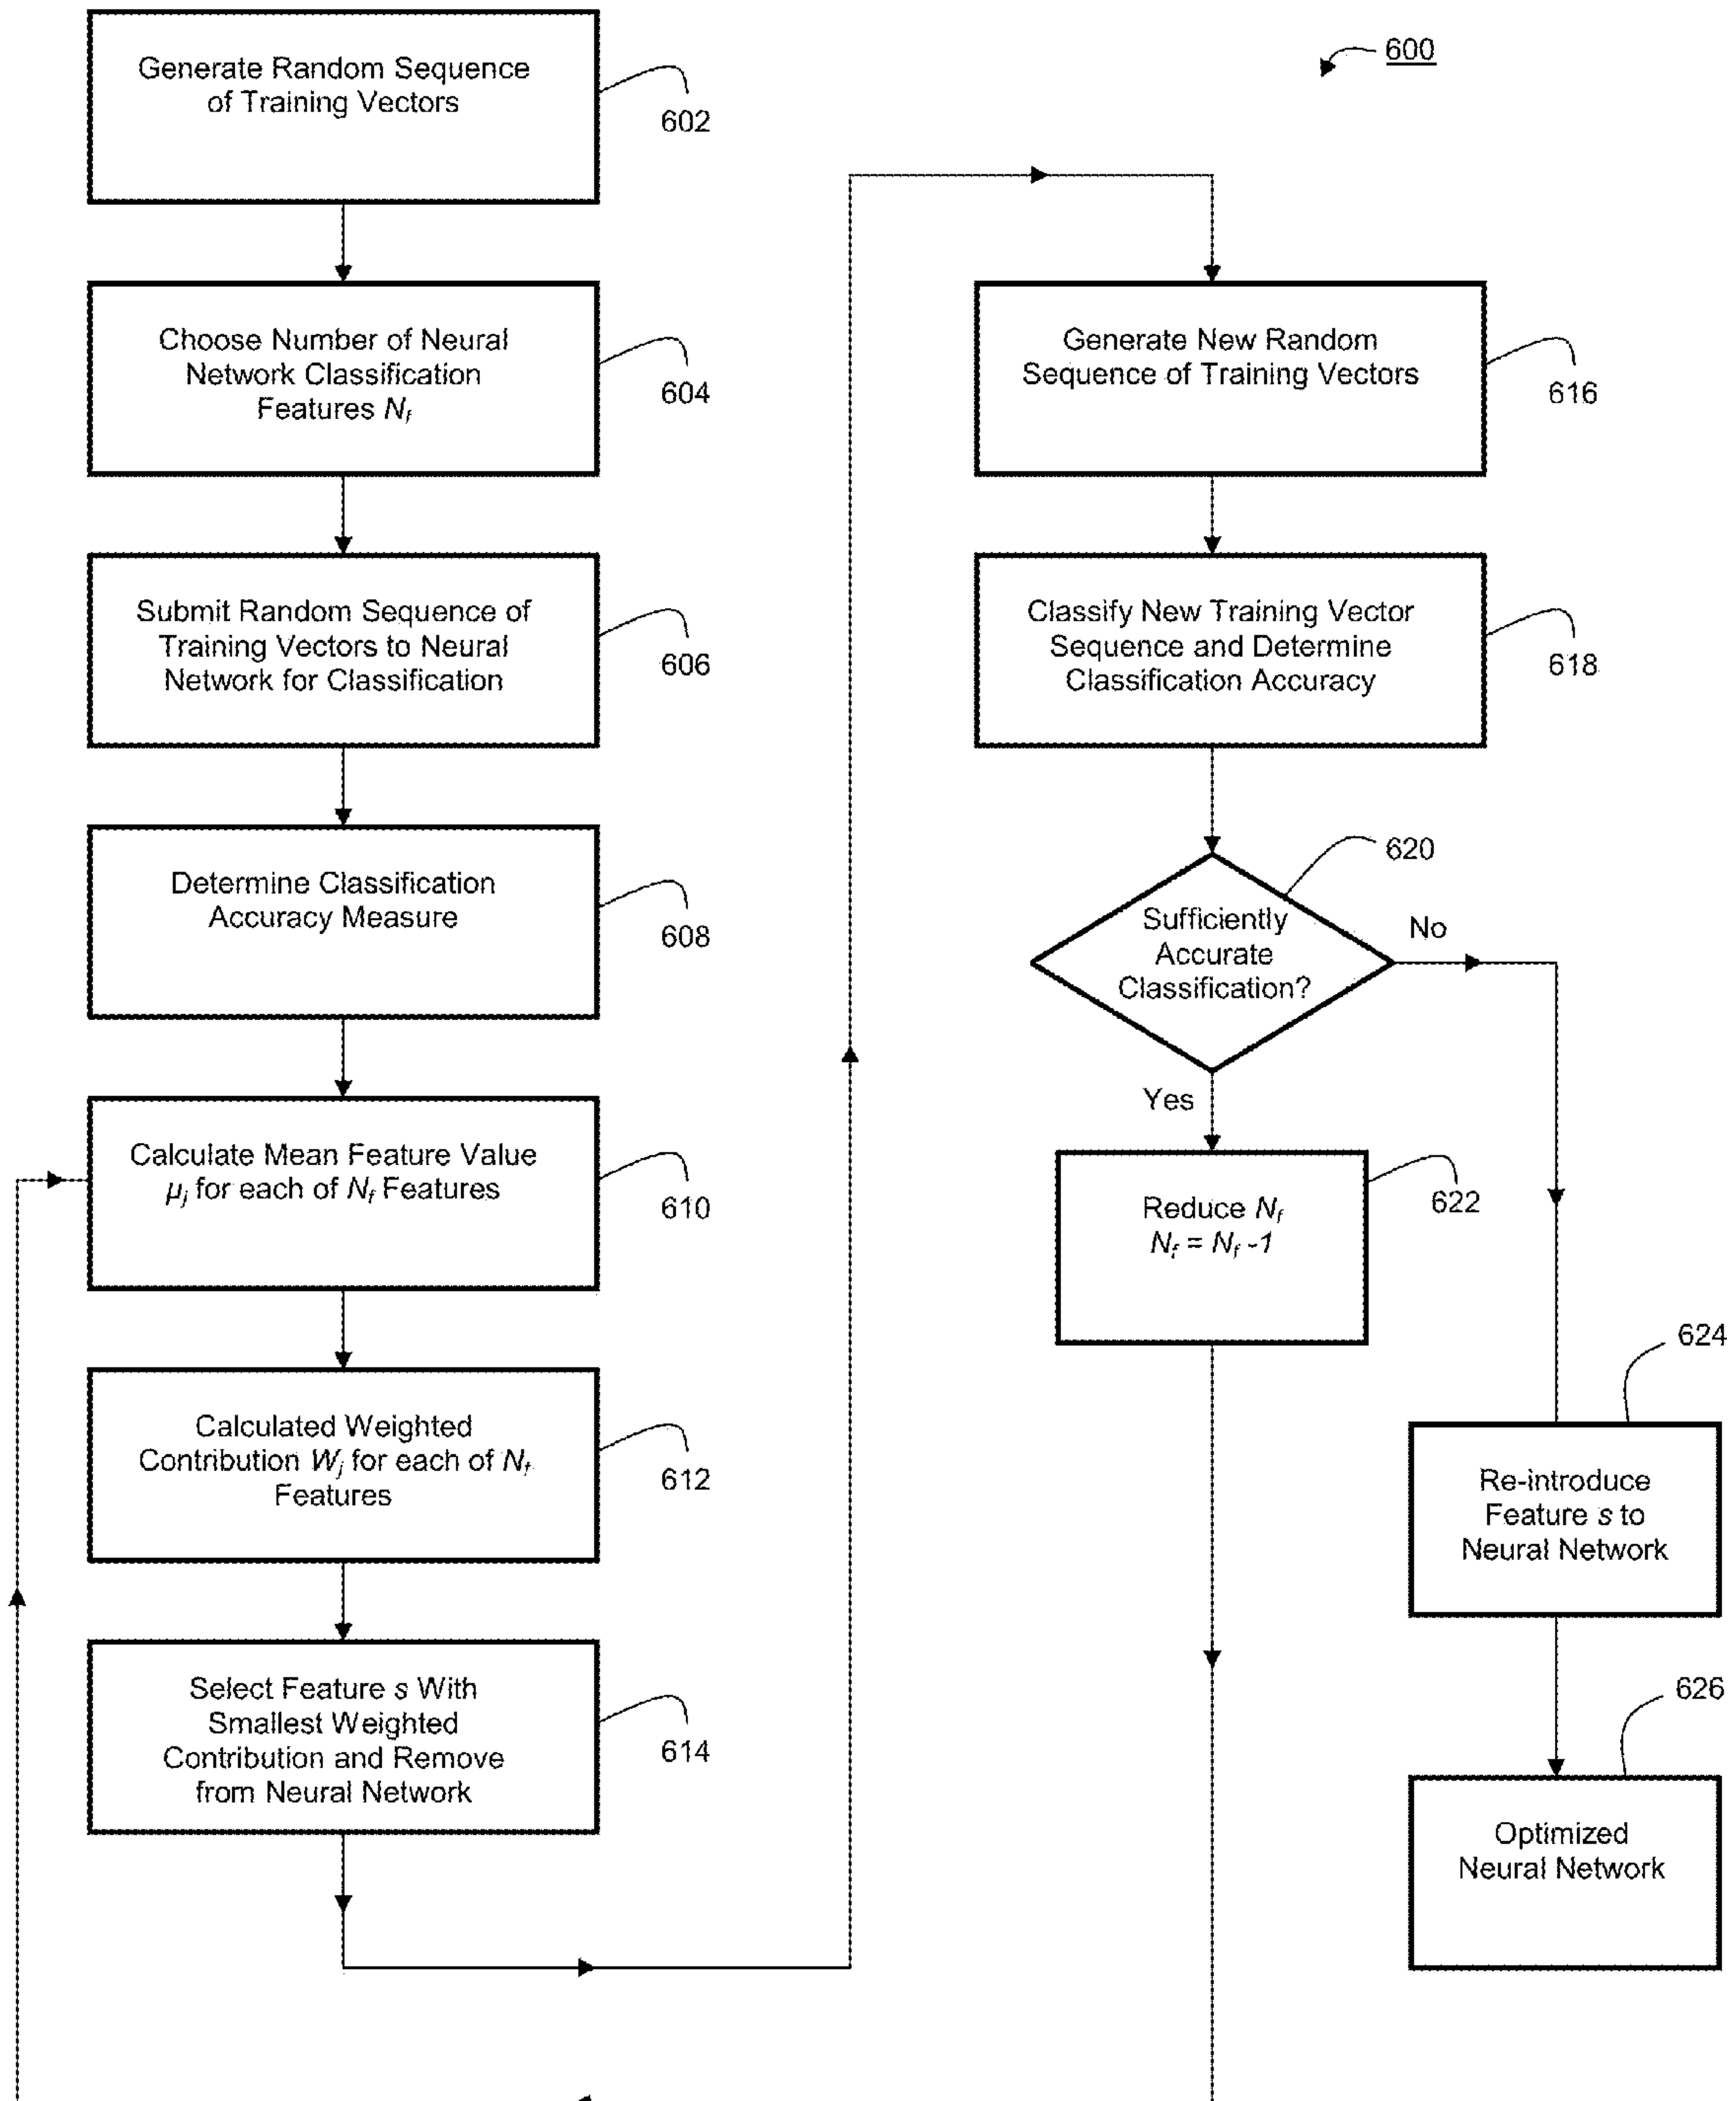 600
Generate Random Sequence
of Training Vectors
602
Choose Number of Neural
Network Classification
Features Nf
604
Submit Random Sequence of
Training Vectors to Neural
Network for Classification
606
Determine Classification
Accuracy Measure
608
Calculate Mean Feature Value
μj for each of Nf Features
610
Calculated Weighted
Contribution Wj for each of Nf
Features
612
Select Feature s With
Smallest Weighted
Contribution and Remove
from Neural Network
614
Generate New Random
Sequence of Training Vectors
616
Classify New Training Vector
Sequence and Determine
Classification Accuracy
618
620
Sufficiently
Accurate
Classification?
No
Yes
Reduce Nf
Nf = Nf -1
622
624
Re-introduce
Feature s to
Neural Network
626
Optimized
Neural Network